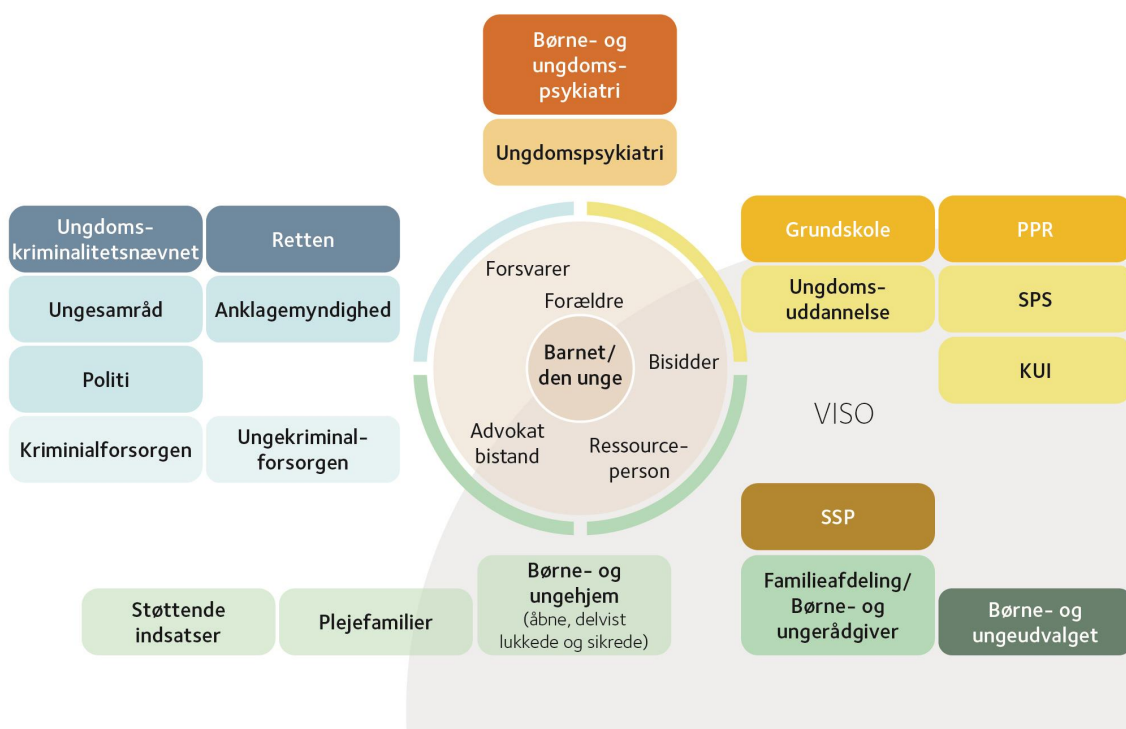 Børne- og
ungdoms-
psykiatri
Ungdomspsykiatri
Ungdoms-
kriminalitetsnævnet
Retten
Ungesamråd
Anklagemyndighed
Politi
Kriminialforsorgen
Ungekriminal-
forsorgen
Forsvarer
Forældre
Barnet/
den unge
Bisidder
Advokat
bistand
Ressource-
person
Grundskole
PPR
Ungdoms-
uddannelse
SPS
KUI
VISO
SSP
Støttende
indsatser
Plejefamilier
Børne- og
ungehjem
(åbne, delvist
lukkede og sikrede)
Familieafdeling/
Børne- og
ungerådgiver
Børne- og
ungeudvalget